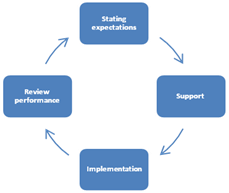 Stating
expectations
Support
Implementation
Review
performance